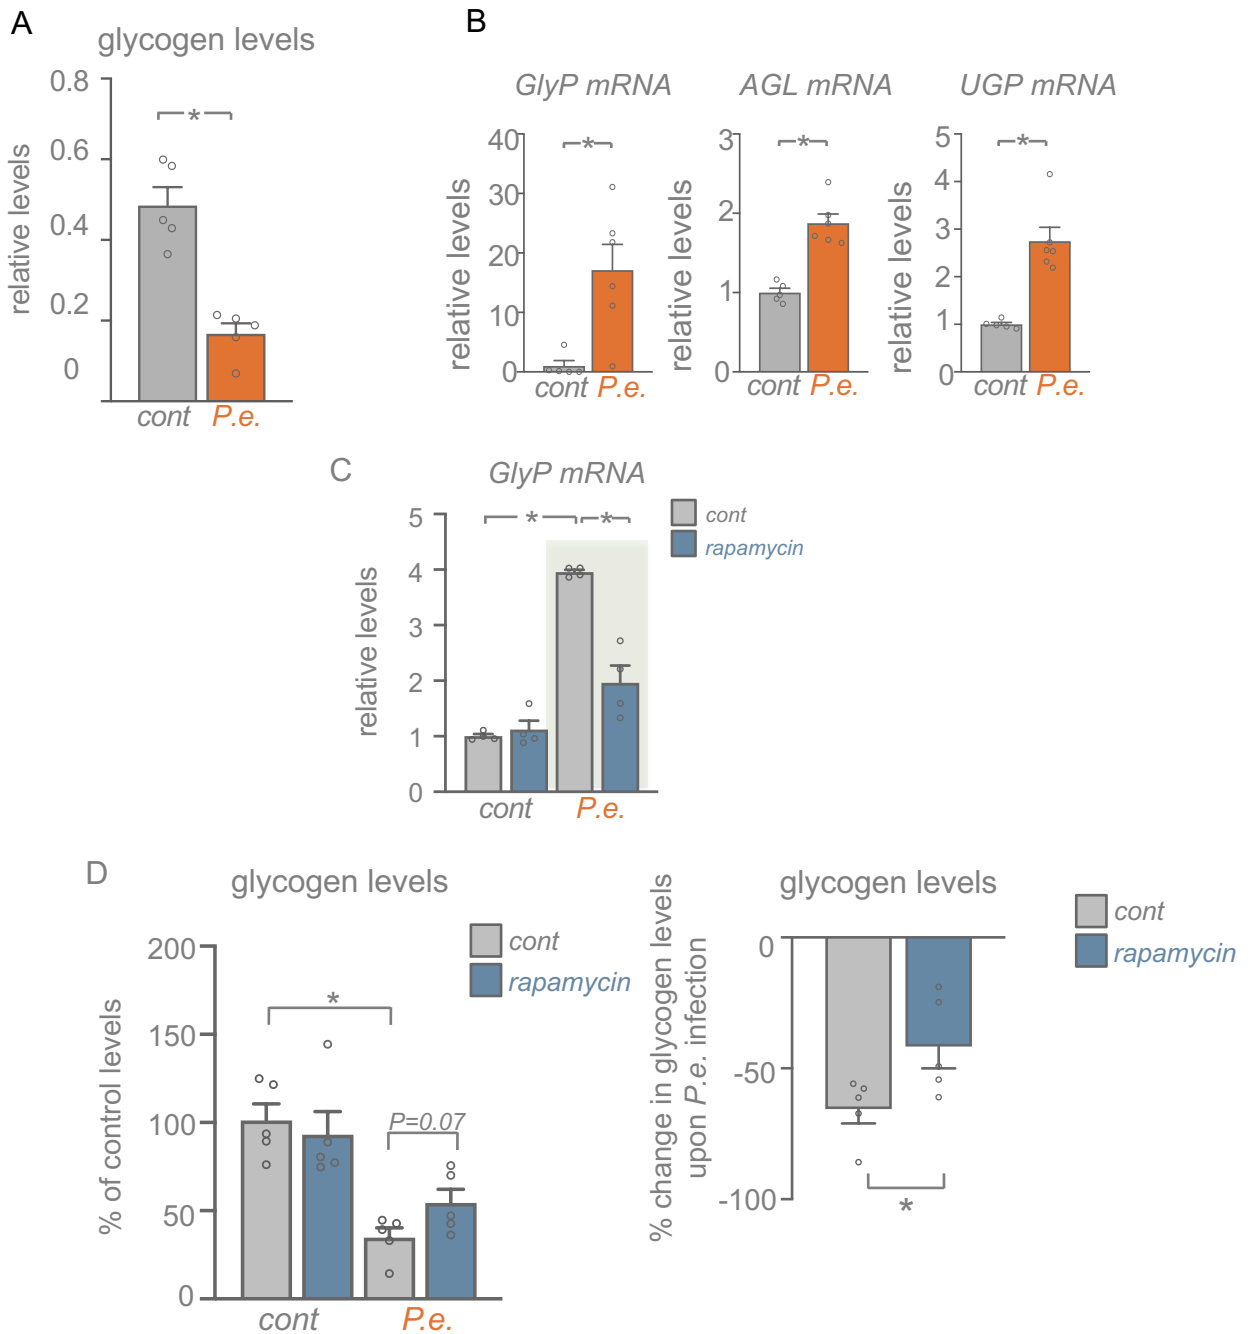 A
glycogen levels
0.8
0.6
0.4
0.2
0
relative levels
*
cont
P.e.
B
GlyP mRNA
40
30
20
10
0
relative levels
*
cont
P.e.
AGL mRNA
3
2
1
0
relative levels
*
cont
P.e.
UGP mRNA
5
4
3
2
1
0
relative levels
*
cont
P.e.
C
GlyP mRNA
5
4
3
2
1
0
relative levels
*
*
cont
rapamycin
cont
P.e.
D
glycogen levels
200
150
100
50
0
% of control levels
*
P=0.07
cont
rapamycin
cont
P.e.
glycogen levels
0
-50
-100
% change in glycogen levels
upon P.e. infection
*
cont
rapamycin